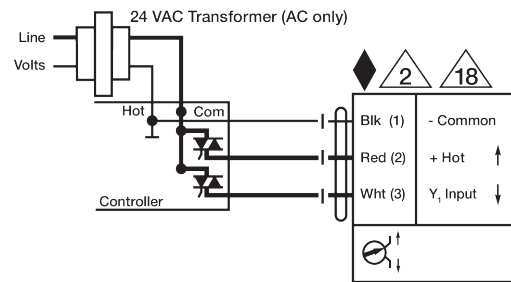 24 VAC Transformer (AC only)
Line
Volts
Hot
Com
Controller
2
18
Blk (1)
- Common
Red (2)
+ Hot
Wht (3)
Y1 Input